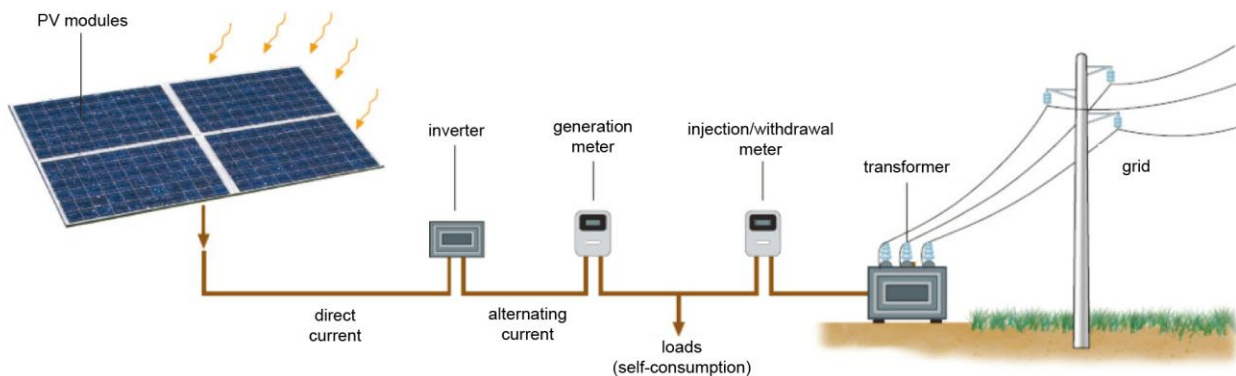 PV modules
inverter
generation
meter
injection/withdrawal
meter
transformer
grid
direct
current
alternating
current
loads
(self-consumption)